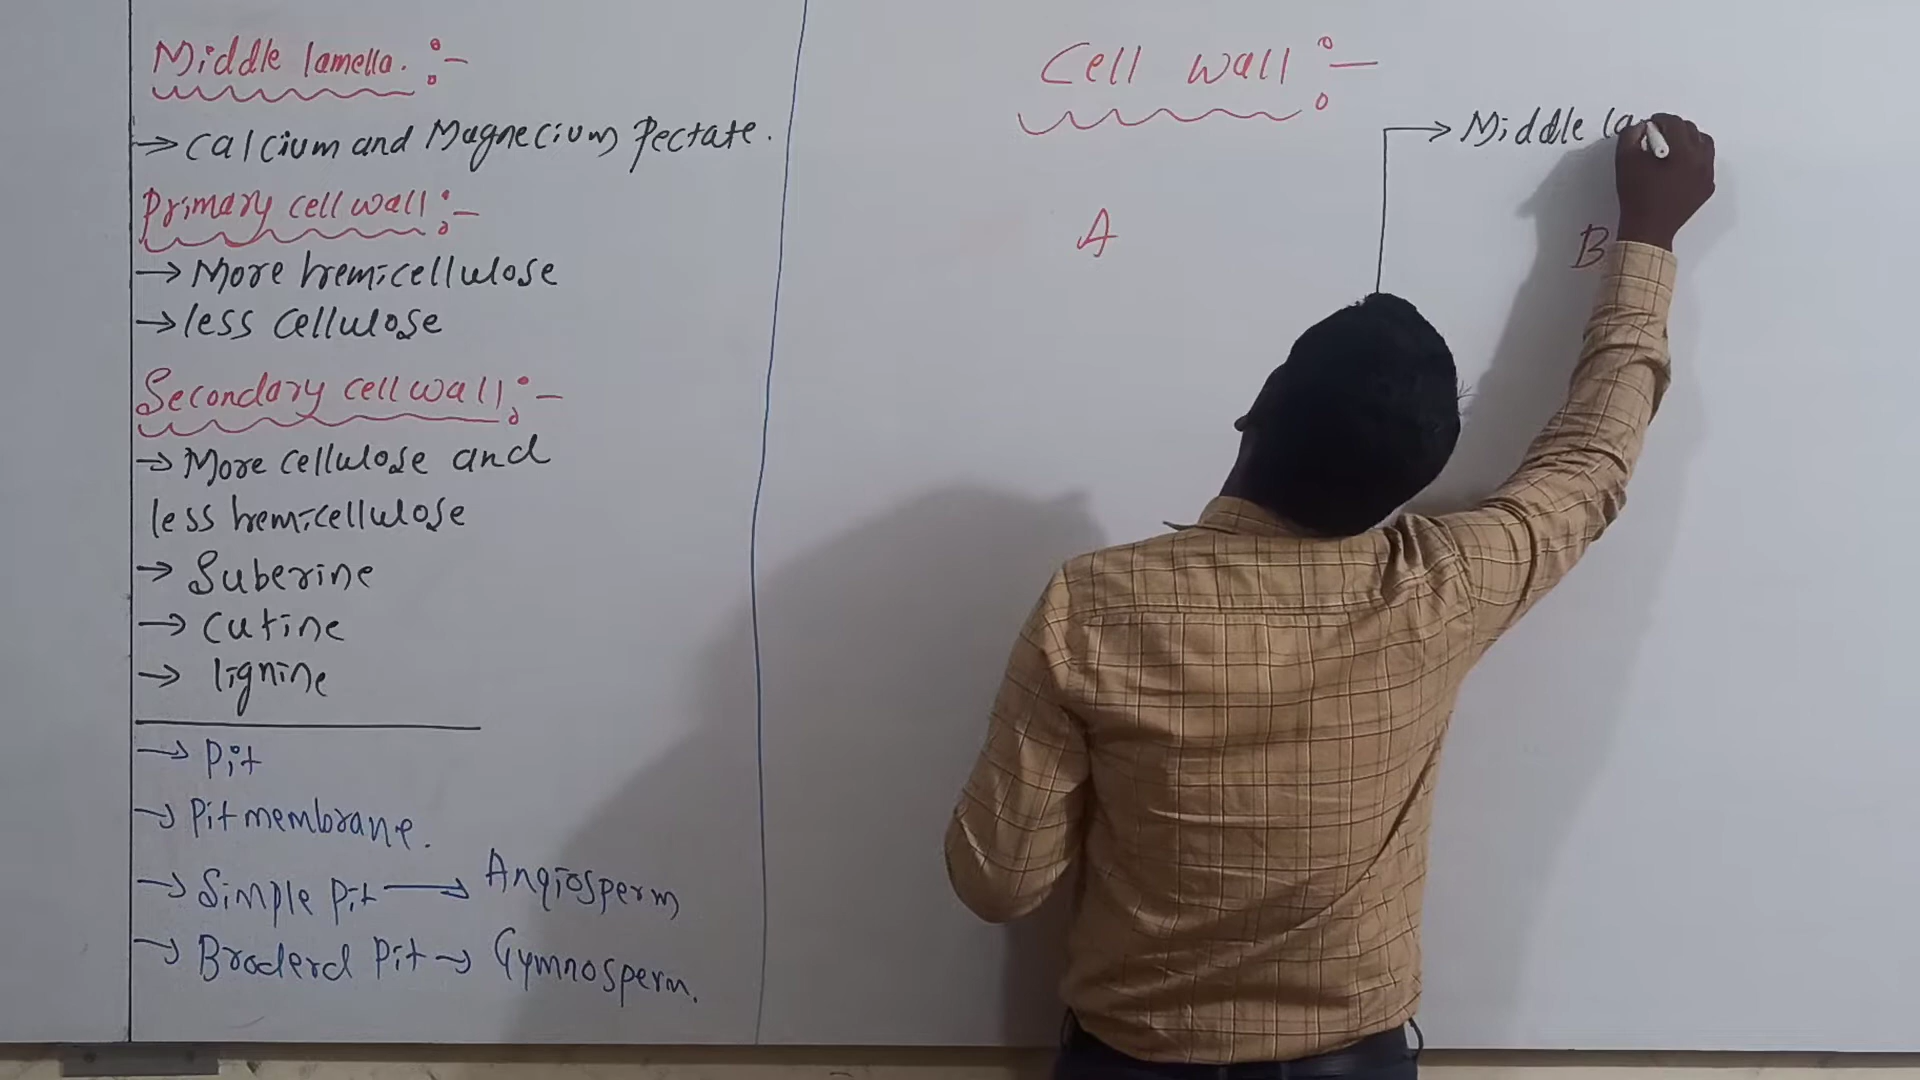 Middle lamella. :-
→ Calcium and Magnecium Pectate.
Primary cell wall :-
→ More hemicellulose
→ less cellulose
Secondary cell wall :-
→ More cellulose and
less hemicellulose
→ Suberine
→ Cutine
→ lignine
→ Pit
→ Pit membrane.
→ Simple pit → Angiosperm
→ Broderd Pit → Gymnosperm.
Cell wall :-
→ Middle la
A
B